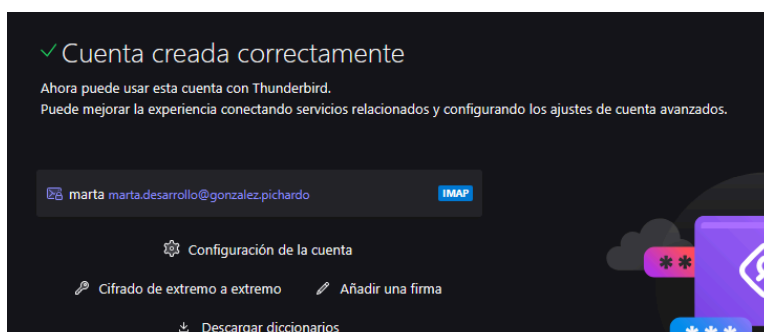 Cuenta creada correctamente
Ahora puede usar esta cuenta con Thunderbird.
Puede mejorar la experiencia conectando servicios relacionados y configurando los ajustes de cuenta avanzados.
marta marta.desarrollo@gonzalez.pichardo IMAP
Configuración de la cuenta
Cifrado de extremo a extremo Añadir una firma
Descargar diccionarios